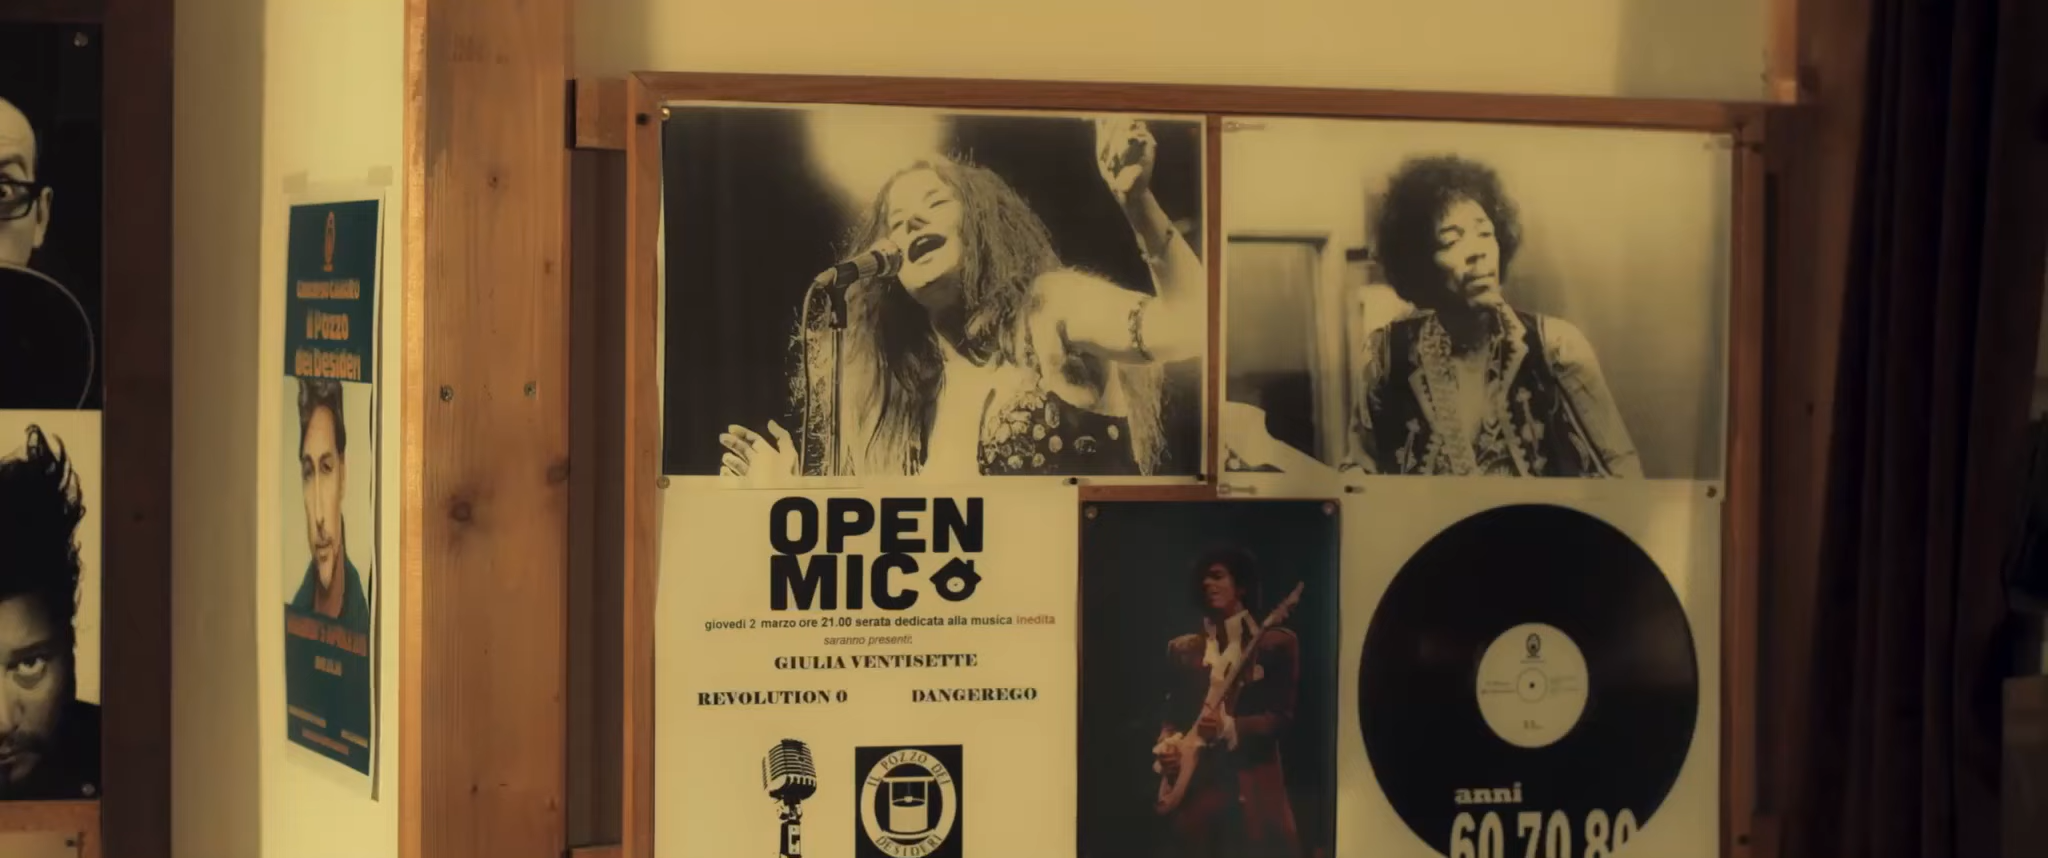 Il Pozzo
dei Desideri
OPEN
MIC
giovedi 2 marzo ore 21.00 serata dedicata alla musica inedita
saranno presenti:
GIULIA VENTISETTE
REVOLUTION 0 DANGEREGO
IL POZZO DEI
DESIDERI
anni
60 70 80